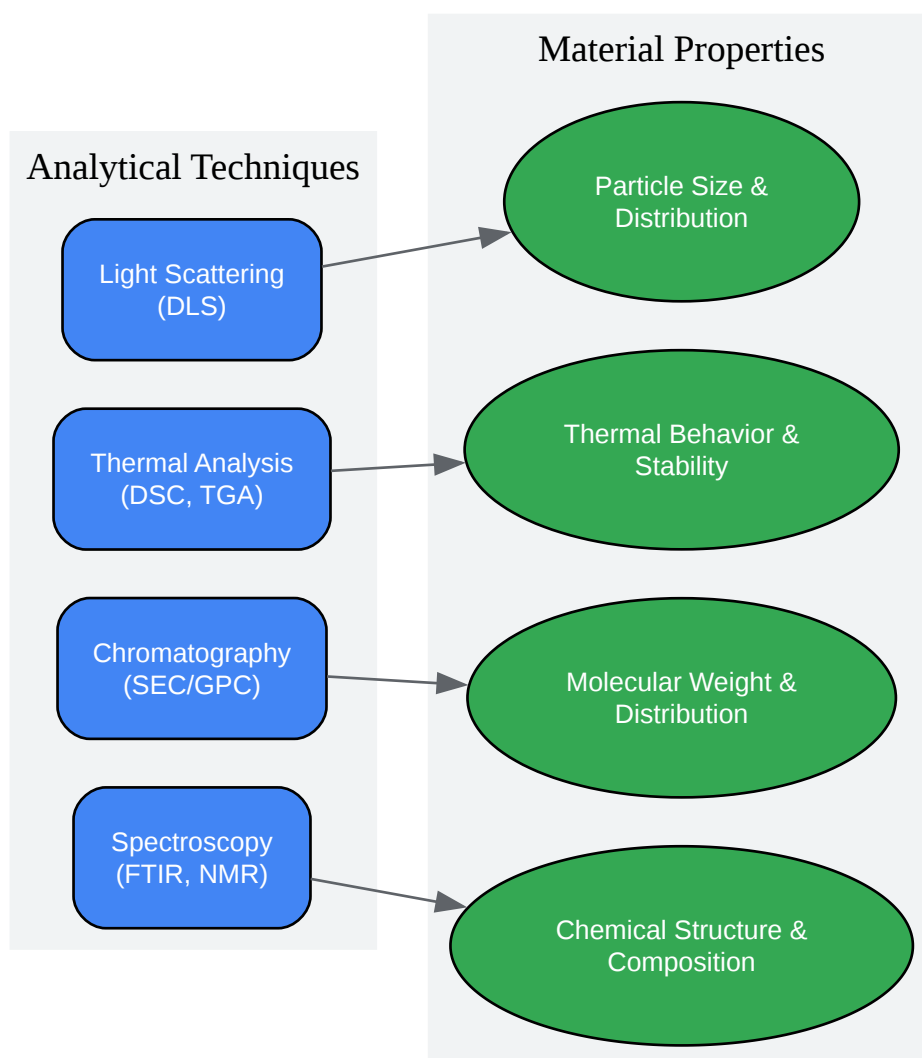 Material Properties
Analytical Techniques
Particle Size &
Distribution
Light Scattering
(DLS)
Thermal Behavior &
Stability
Thermal Analysis
(DSC, TGA)
Chromatography
(SEC/GPC)
Molecular Weight &
Distribution
Spectroscopy
(FTIR, NMR)
Chemical Structure &
Composition